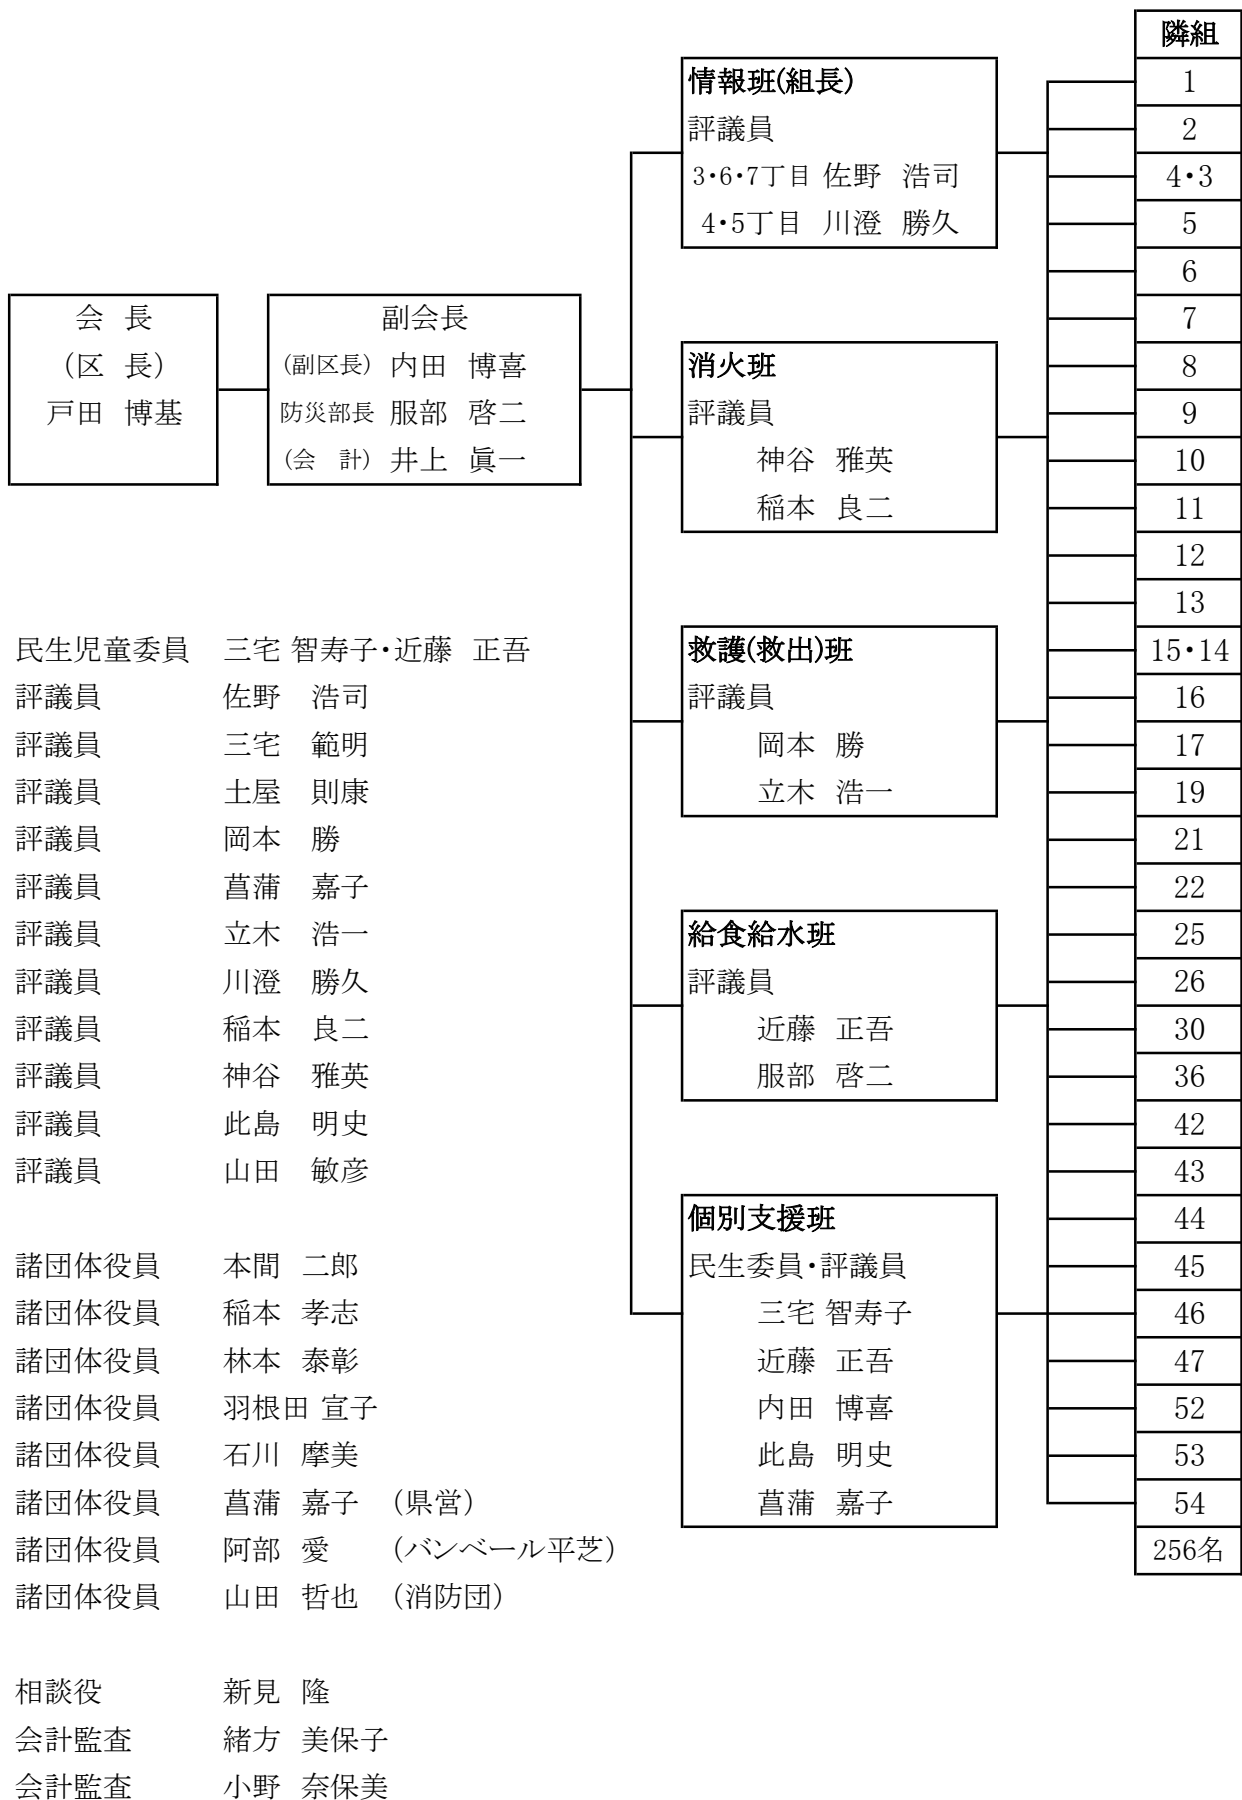 会 長
(区 長)
戸田 博基
副会長
(副区長) 内田 博喜
防災部長 服部 啓二
(会 計) 井上 眞一
情報班(組長)
評議員
3・6・7丁目 佐野 浩司
4・5丁目 川澄 勝久
消火班
評議員
神谷 雅英
稲本 良二
救護(救出)班
評議員
岡本 勝
立木 浩一
給食給水班
評議員
近藤 正吾
服部 啓二
個別支援班
民生委員・評議員
三宅 智寿子
近藤 正吾
内田 博喜
此島 明史
菖蒲 嘉子
隣組
1
2
4・3
5
6
7
8
9
10
11
12
13
15・14
16
17
19
21
22
25
26
30
36
42
43
44
45
46
47
52
53
54
256名
民生児童委員 三宅 智寿子・近藤 正吾
評議員 佐野 浩司
評議員 三宅 範明
評議員 土屋 則康
評議員 岡本 勝
評議員 菖蒲 嘉子
評議員 立木 浩一
評議員 川澄 勝久
評議員 稲本 良二
評議員 神谷 雅英
評議員 此島 明史
評議員 山田 敏彦
諸団体役員 本間 二郎
諸団体役員 稲本 孝志
諸団体役員 林本 泰彰
諸団体役員 羽根田 宣子
諸団体役員 石川 摩美
諸団体役員 菖蒲 嘉子 (県営)
諸団体役員 阿部 愛 (バンベール平芝)
諸団体役員 山田 哲也 (消防団)
相談役 新見 隆
会計監査 緒方 美保子
会計監査 小野 奈保美